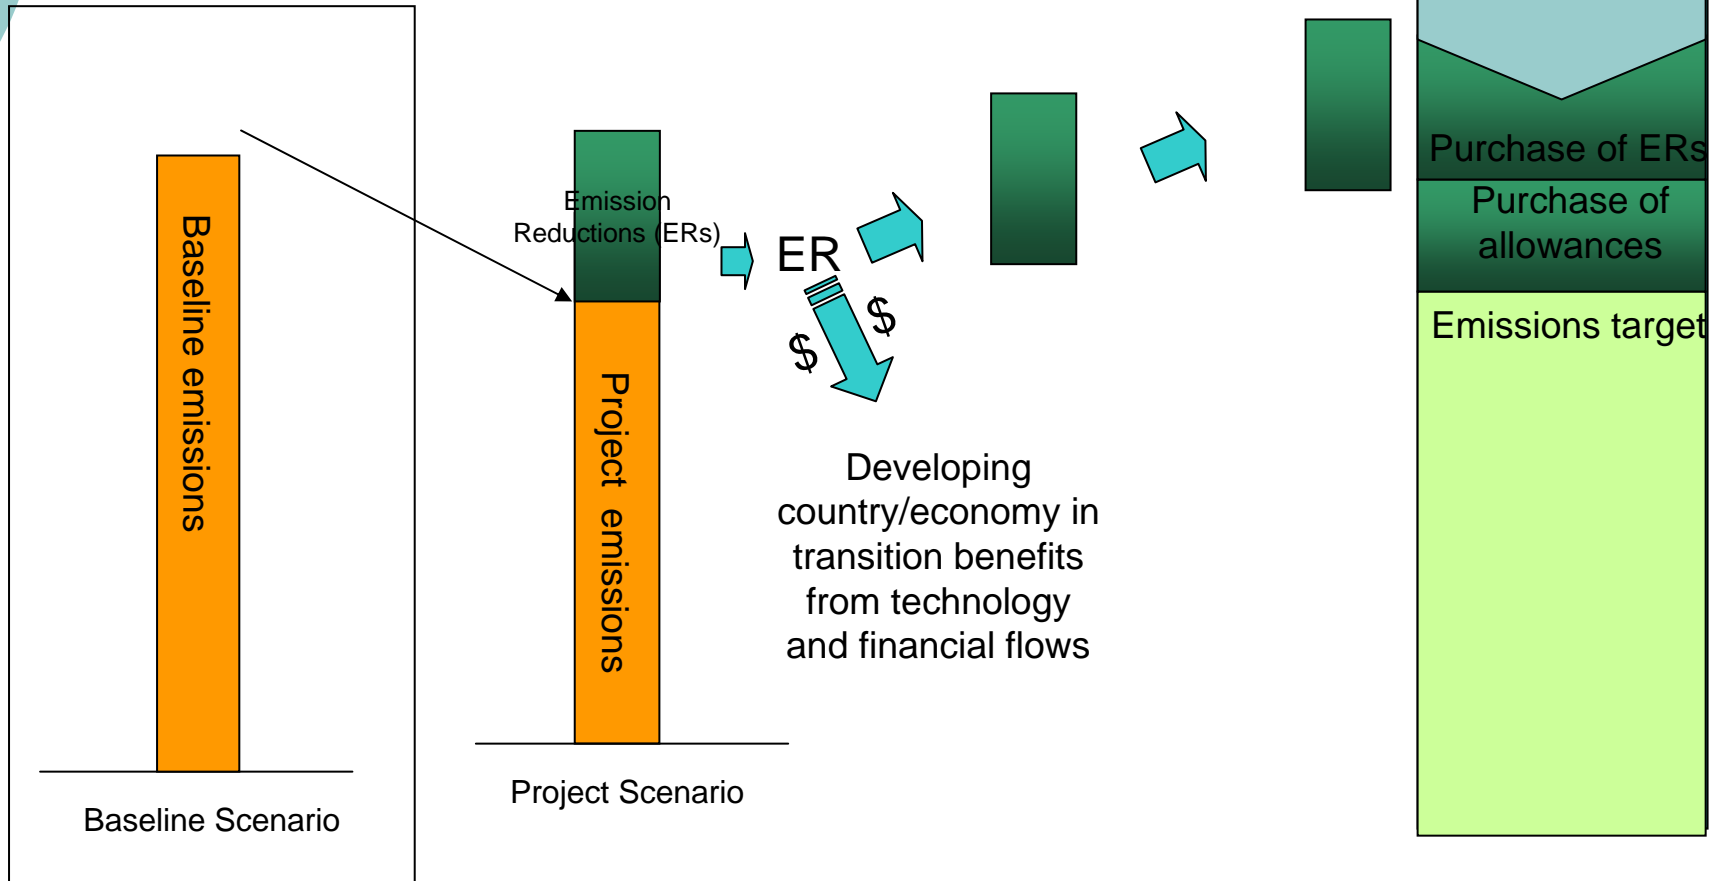 Baseline emissions
Baseline Scenario
Emission
Reductions (ERs)
Project emissions
Project Scenario
ER
$
$
Developing
country/economy in
transition benefits
from technology
and financial flows
Purchase of ERs
Purchase of
allowances
Emissions target